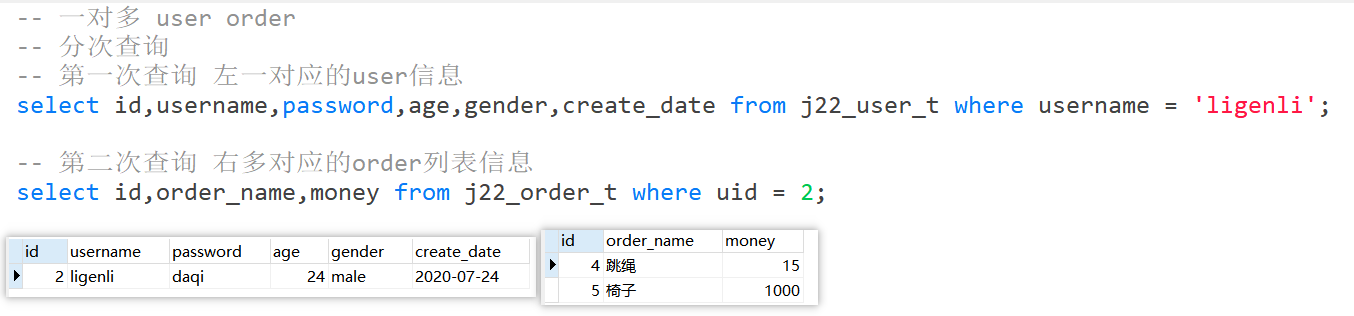 -- 一对多 user order
-- 分次查询
-- 第一次查询 左一对应的user信息
select id,username,password,age,gender,create_date from j22_user_t where username = 'ligenli';
-- 第二次查询 右多对应的order列表信息
select id,order_name,money from j22_order_t where uid = 2;
id username password age gender create_date
2 ligenli daqi 24 male 2020-07-24
id order_name money
4 跳绳 15
5 椅子 1000